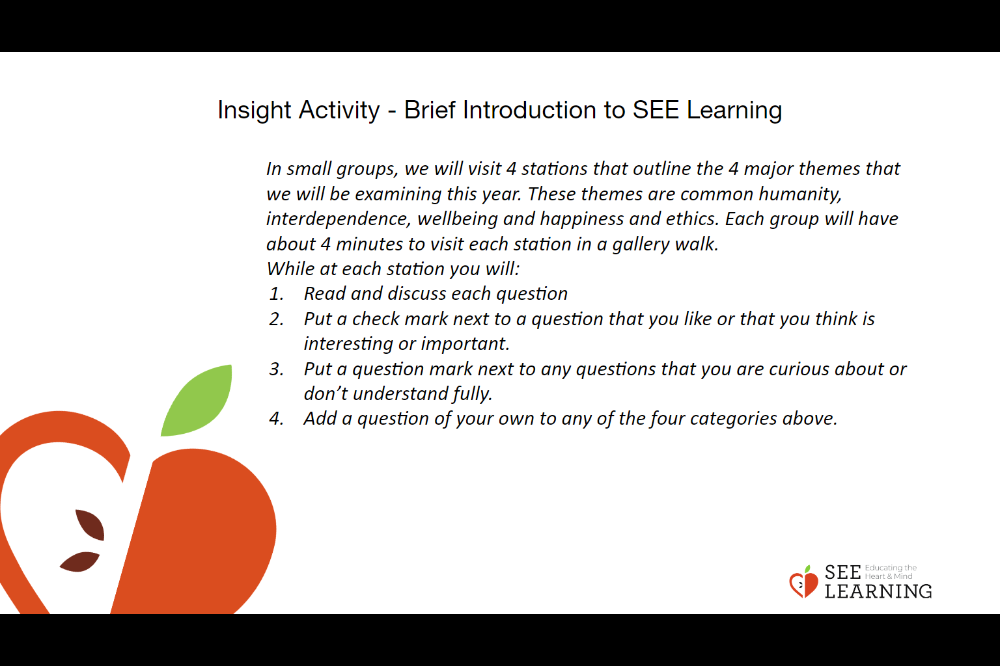 Insight Activity - Brief Introduction to SEE Learning
In small groups, we will visit 4 stations that outline the 4 major themes that
we will be examining this year. These themes are common humanity,
interdependence, wellbeing and happiness and ethics. Each group will have
about 4 minutes to visit each station in a gallery walk.
While at each station you will:
1. Read and discuss each question
2. Put a check mark next to a question that you like or that you think is
interesting or important.
3. Put a question mark next to any questions that you are curious about or
don’t understand fully.
4. Add a question of your own to any of the four categories above.
SEE Educating the
Heart & Mind
LEARNING